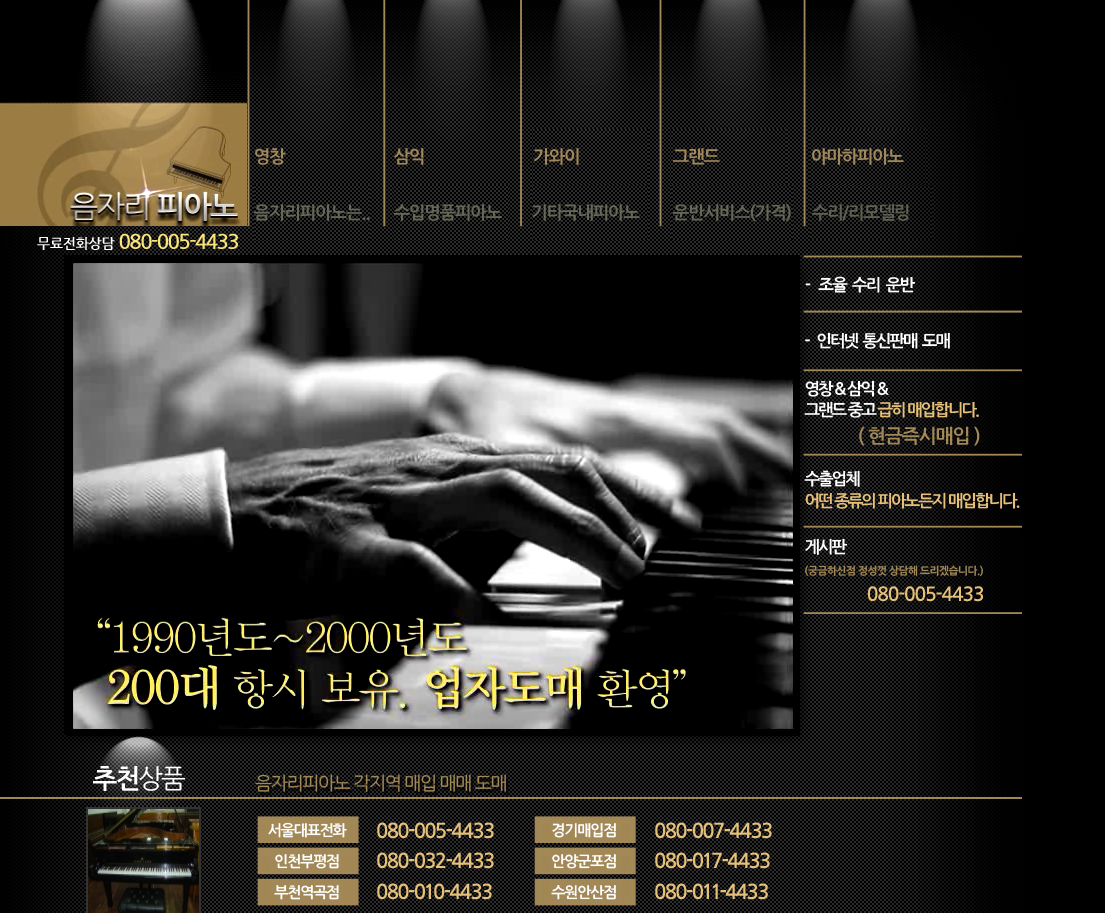 영창
삼익
가와이
그랜드
야마하피아노
음자리 피아노
음자리피아노는..
수입명품피아노
기타국내피아노
운반서비스(가격)
수리/리모델링
무료전화상담 080-005-4433
- 조율 수리 운반
- 인터넷 통신판매 도매
영창 & 삼익 &
그랜드 중고 급히 매입합니다.
( 현금즉시매입 )
수출업체
어떤 종류의 피아노든지 매입합니다.
게시판
(궁금하신점 정성껏 상담해 드리겠습니다.)
080-005-4433
“1990년도~2000년도
200대 항시 보유. 업자도매 환영”
추천상품
음자리피아노 각지역 매입 매매 도매
서울대표전화 080-005-4433 경기매입점 080-007-4433
인천부평점 080-032-4433 안양군포점 080-017-4433
부천역곡점 080-010-4433 수원안산점 080-011-4433